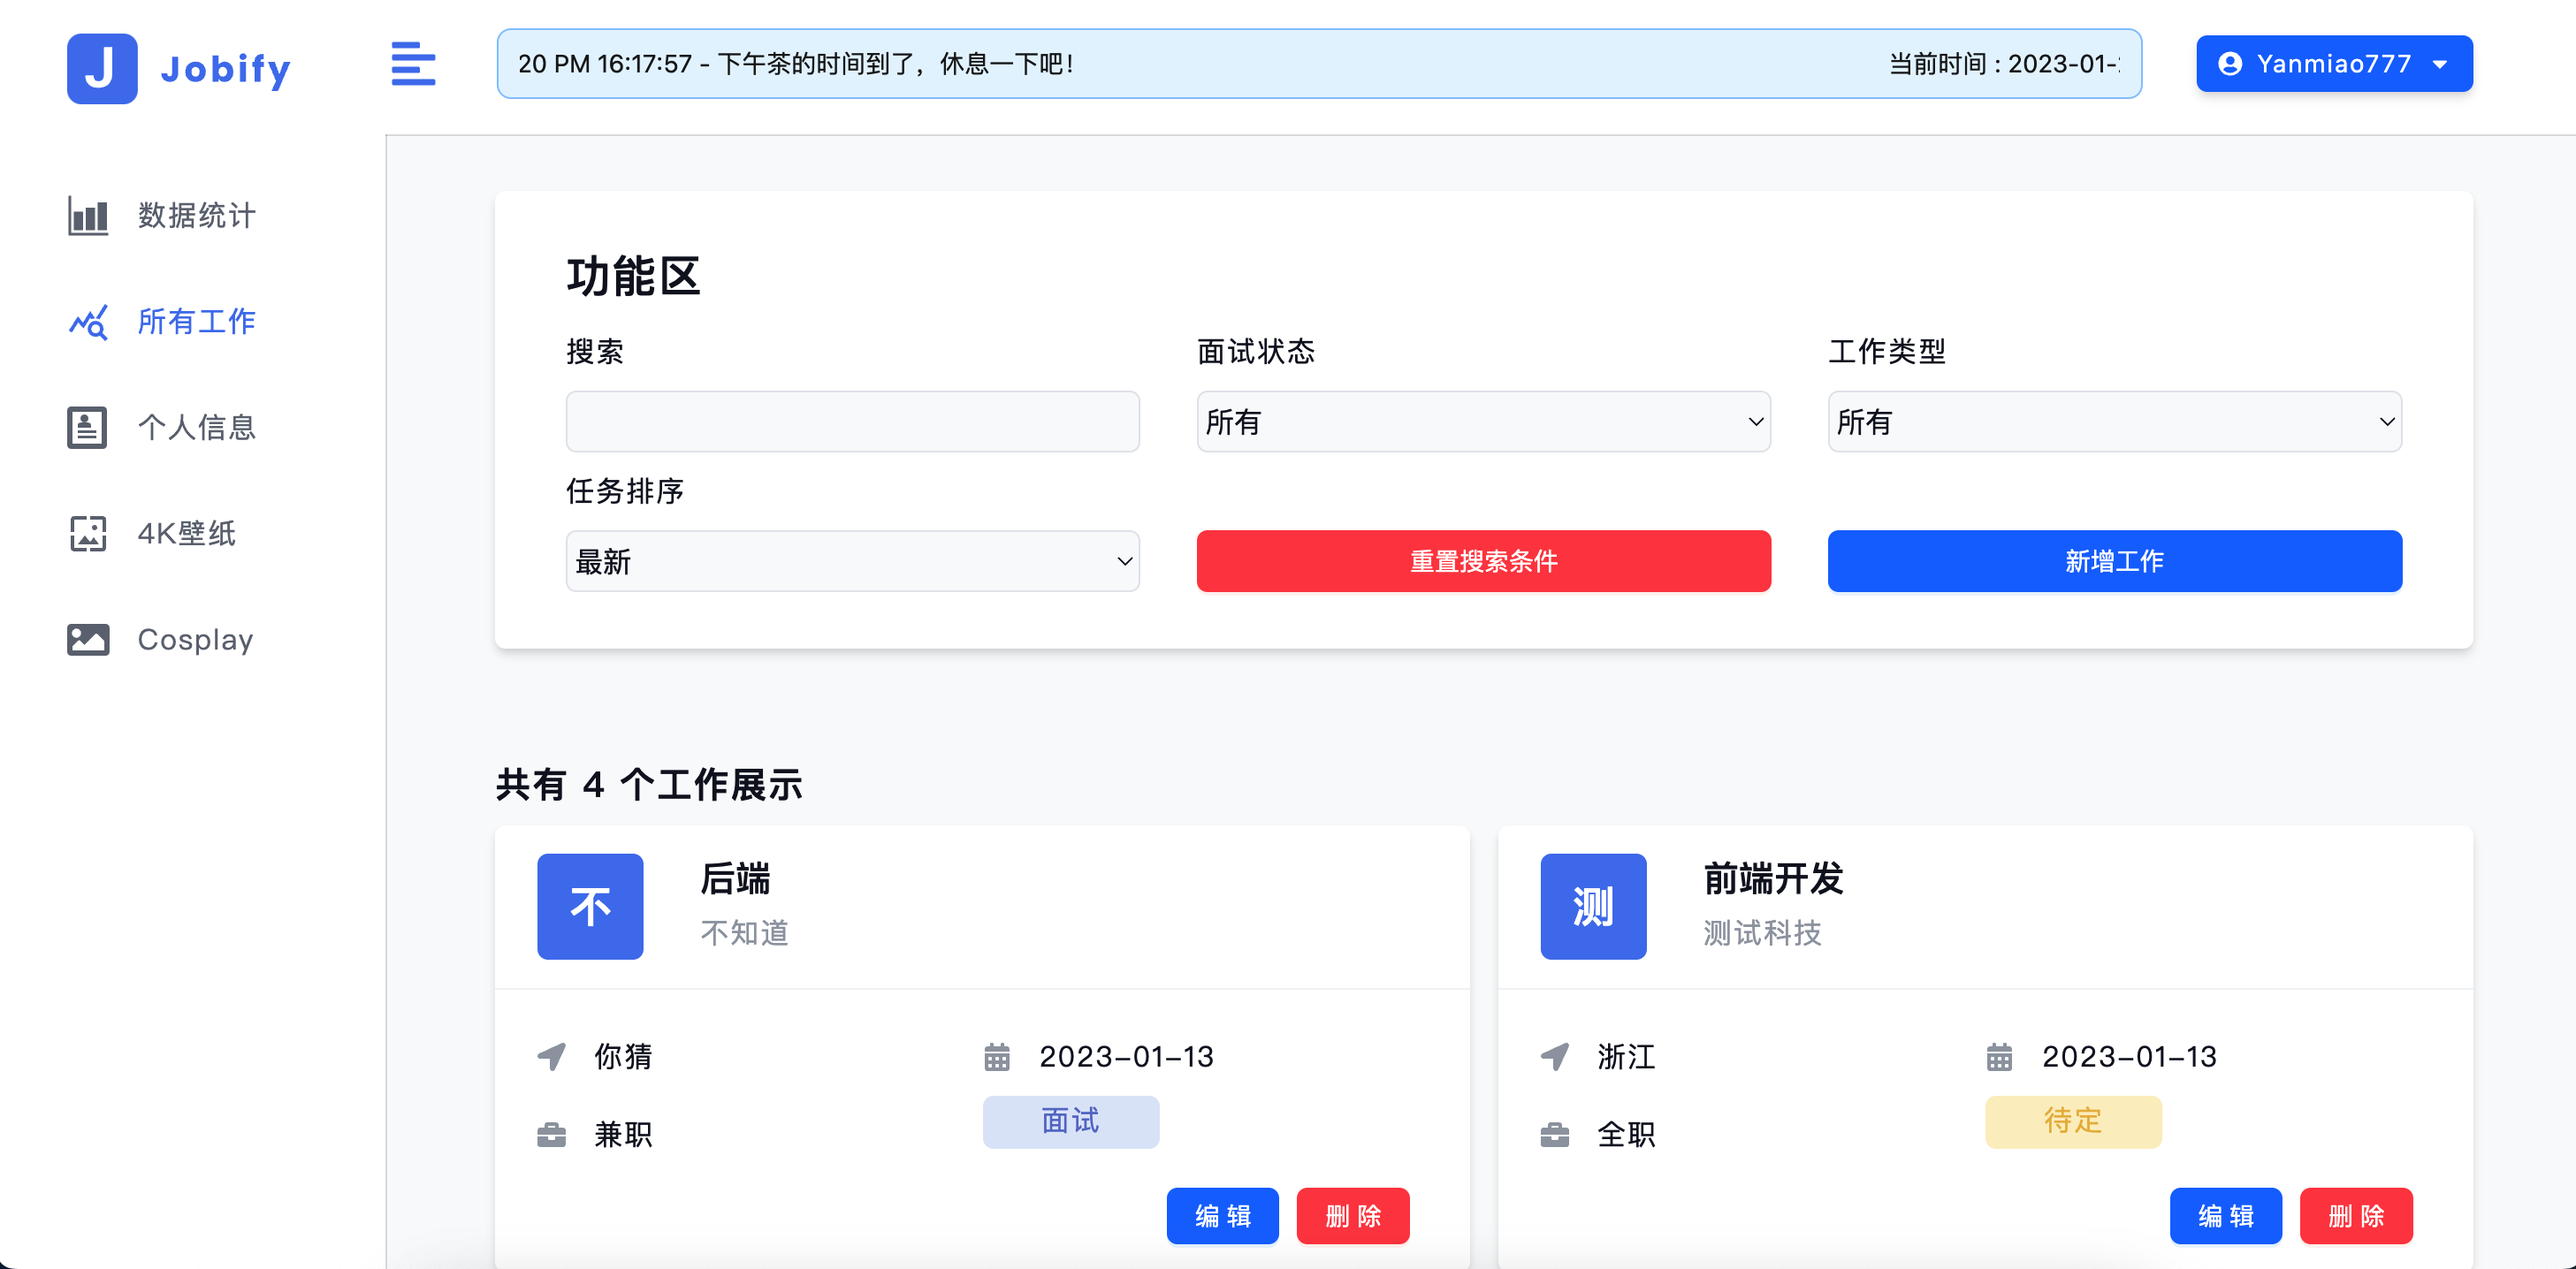 J Jobify
20 PM 16:17:57 - 下午茶的时间到了，休息一下吧！
当前时间 : 2023-01-
Yanmiao777
数据统计
所有工作
个人信息
4K壁纸
Cosplay
功能区
搜索
面试状态
工作类型
所有
所有
任务排序
最新
重置搜索条件
新增工作
共有 4 个工作展示
不
后端
不知道
你猜
2023-01-13
兼职
面试
编 辑
删 除
测
前端开发
测试科技
浙江
2023-01-13
全职
待定
编 辑
删 除